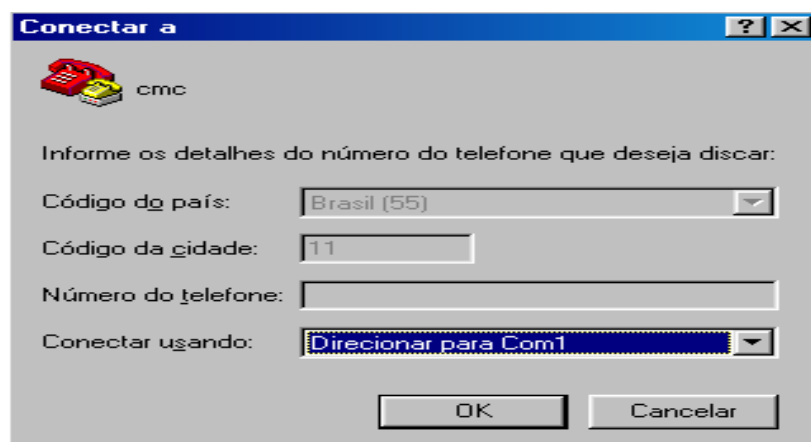 Conectar a
cmc
Informe os detalhes do número do telefone que deseja discar:
Código do país: Brasil (55)
Código da cidade: 11
Número do telefone:
Conectar usando: Direcionar para Com1
OK Cancelar